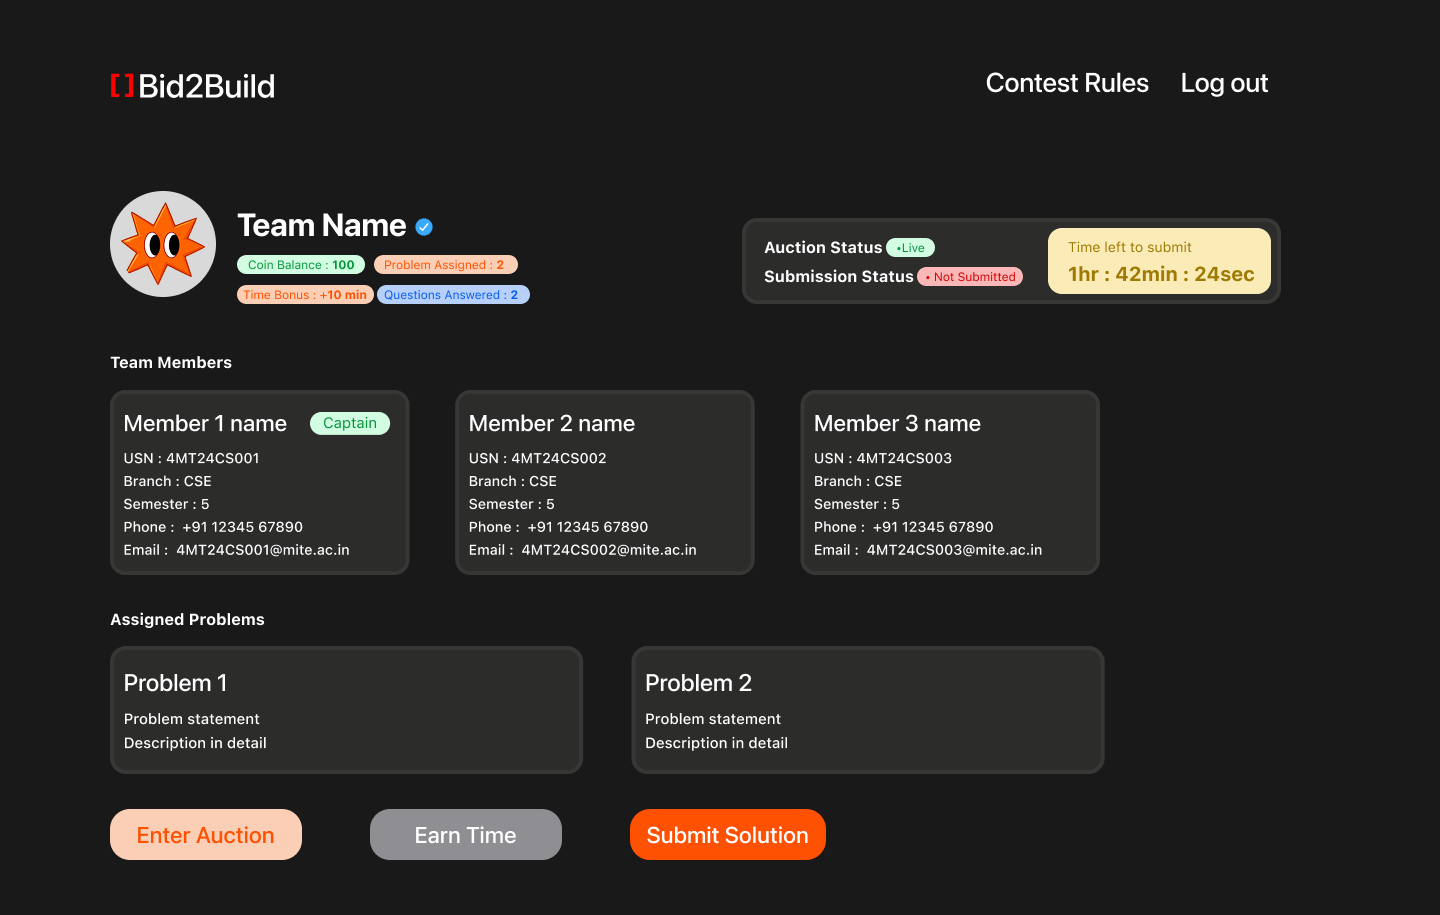 [ ] Bid2Build
Contest Rules Log out
Team Name
Coin Balance : 100 Problem Assigned : 2
Time Bonus : +10 min Questions Answered : 2
Auction Status •Live
Submission Status • Not Submitted
Time left to submit
1hr : 42min : 24sec
Team Members
Member 1 name Captain
USN : 4MT24CS001
Branch : CSE
Semester : 5
Phone : +91 12345 67890
Email : 4MT24CS001@mite.ac.in
Member 2 name
USN : 4MT24CS002
Branch : CSE
Semester : 5
Phone : +91 12345 67890
Email : 4MT24CS002@mite.ac.in
Member 3 name
USN : 4MT24CS003
Branch : CSE
Semester : 5
Phone : +91 12345 67890
Email : 4MT24CS003@mite.ac.in
Assigned Problems
Problem 1
Problem statement
Description in detail
Problem 2
Problem statement
Description in detail
Enter Auction
Earn Time
Submit Solution